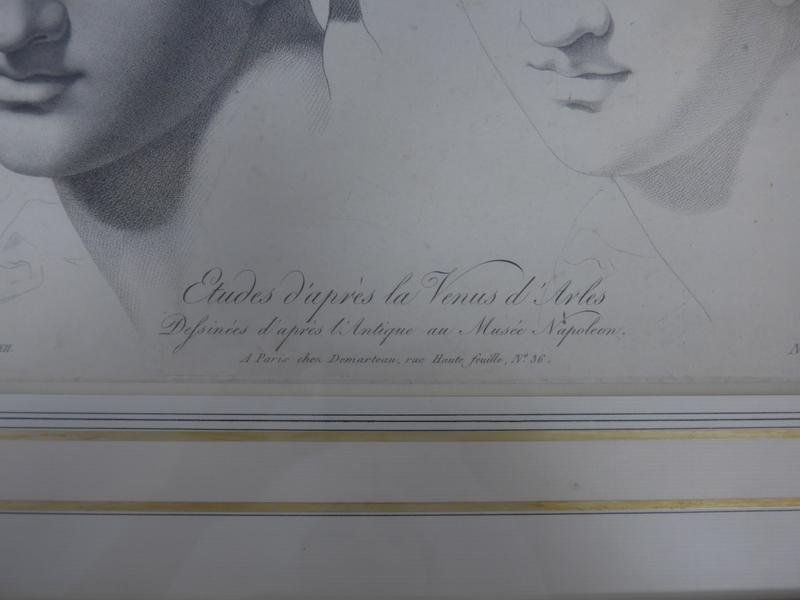 Etudes d'après la Venus d'Arles
Dessinées d'après l'Antique au Musée Napoleon.
A Paris chez Demarteau, rue Haute feuille, N.º 36.